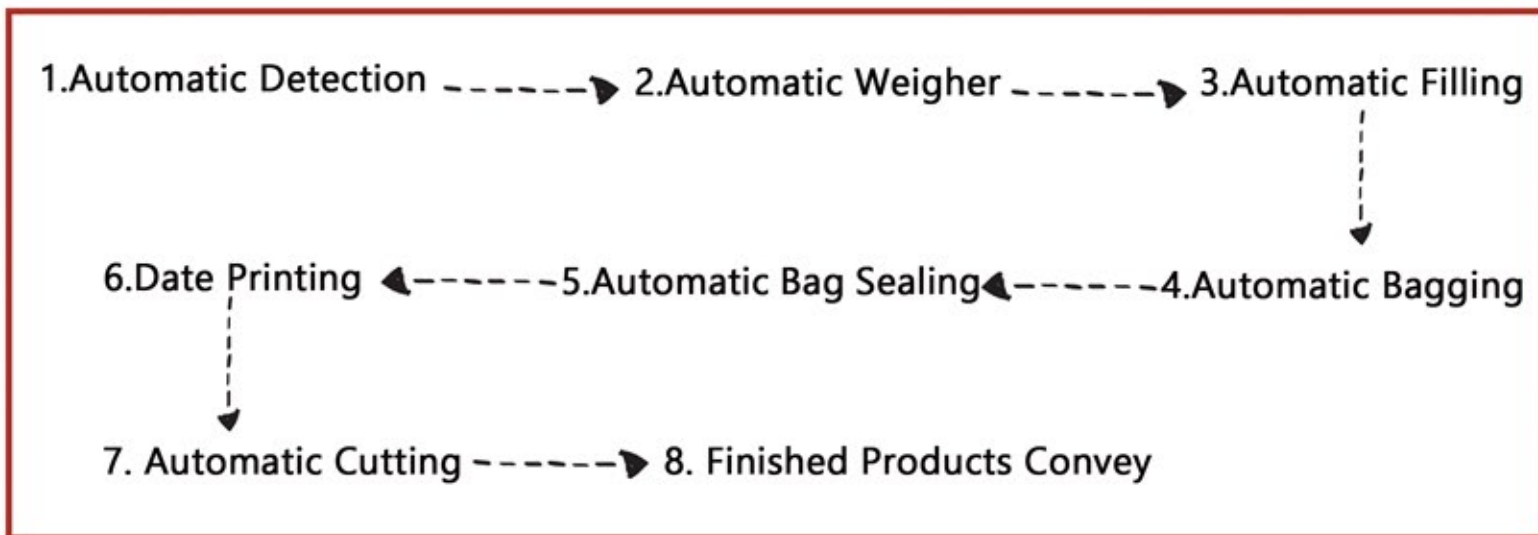 1.Automatic Detection 2.Automatic Weigher 3.Automatic Filling
6.Date Printing 5.Automatic Bag Sealing 4.Automatic Bagging
7. Automatic Cutting 8. Finished Products Convey